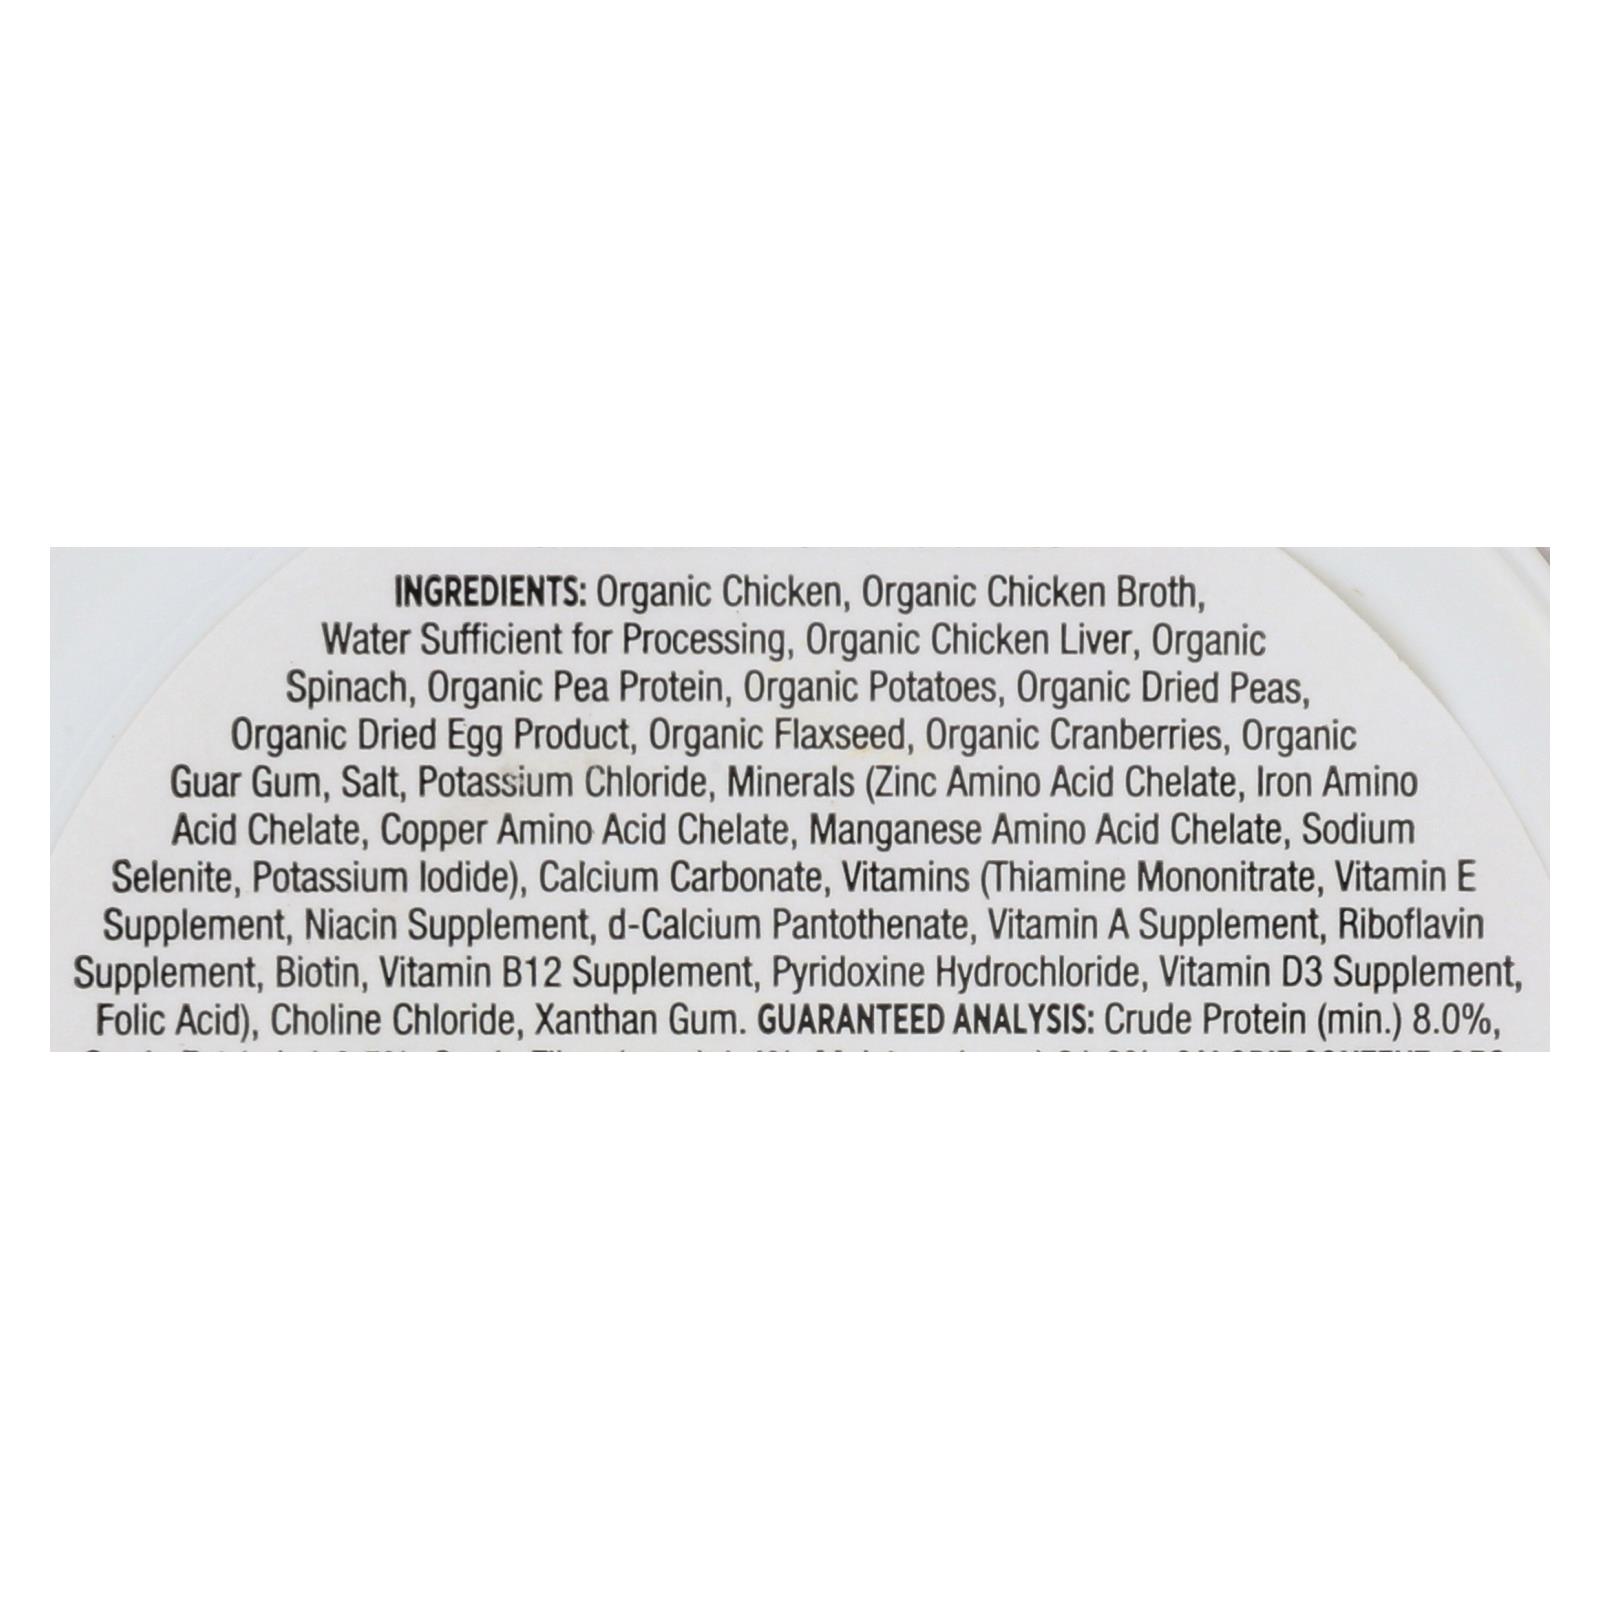 INGREDIENTS: Organic Chicken, Organic Chicken Broth,
Water Sufficient for Processing, Organic Chicken Liver, Organic
Spinach, Organic Pea Protein, Organic Potatoes, Organic Dried Peas,
Organic Dried Egg Product, Organic Flaxseed, Organic Cranberries, Organic
Guar Gum, Salt, Potassium Chloride, Minerals (Zinc Amino Acid Chelate, Iron Amino
Acid Chelate, Copper Amino Acid Chelate, Manganese Amino Acid Chelate, Sodium
Selenite, Potassium Iodide), Calcium Carbonate, Vitamins (Thiamine Mononitrate, Vitamin E
Supplement, Niacin Supplement, d-Calcium Pantothenate, Vitamin A Supplement, Riboflavin
Supplement, Biotin, Vitamin B12 Supplement, Pyridoxine Hydrochloride, Vitamin D3 Supplement,
Folic Acid), Choline Chloride, Xanthan Gum. GUARANTEED ANALYSIS: Crude Protein (min.) 8.0%,